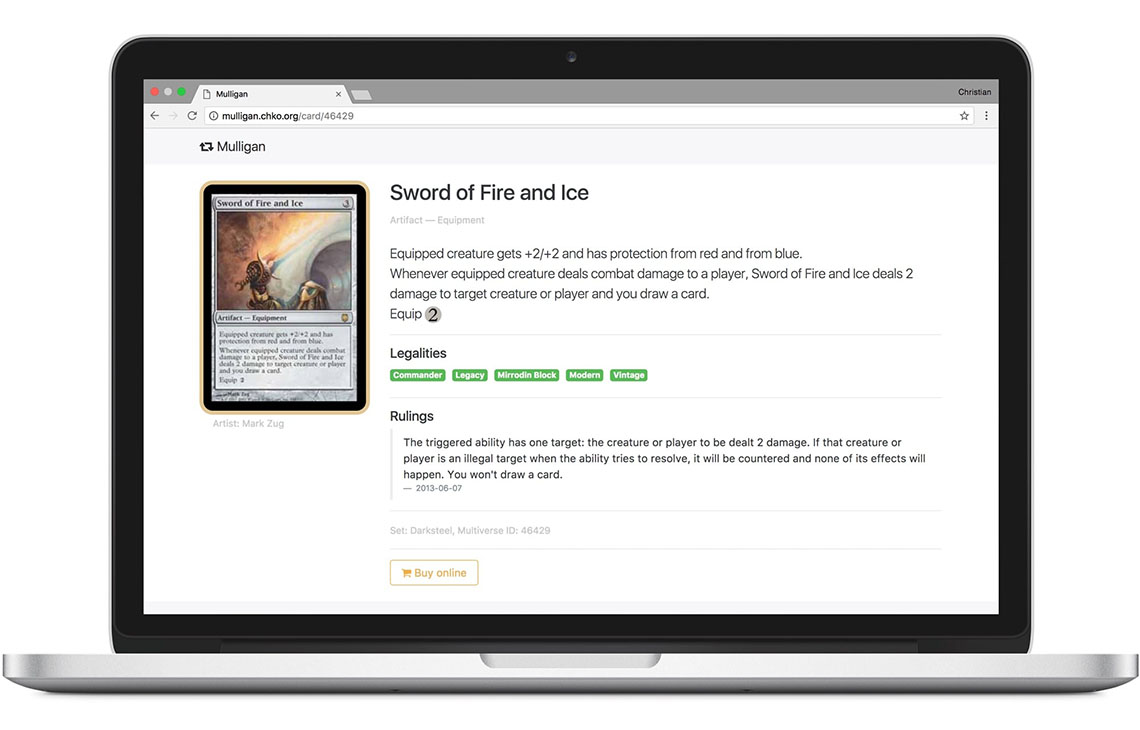 Mulligan
Christian
mulligan.chko.org/card/46429
Mulligan
Sword of Fire and Ice 3
Artifact — Equipment
Equipped creature gets +2/+2 and has
protection from red and from blue.
Whenever equipped creature deals combat
damage to a player, Sword of Fire and Ice
deals 2 damage to target creature or player
and you draw a card.
Equip 2
Mark Zug
Artist: Mark Zug
Sword of Fire and Ice
Artifact — Equipment
Equipped creature gets +2/+2 and has protection from red and from blue.
Whenever equipped creature deals combat damage to a player, Sword of Fire and Ice deals 2
damage to target creature or player and you draw a card.
Equip 2
Legalities
Commander Legacy Mirrodin Block Modern Vintage
Rulings
The triggered ability has one target: the creature or player to be dealt 2 damage. If that creature or
player is an illegal target when the ability tries to resolve, it will be countered and none of its effects will
happen. You won't draw a card.
— 2013-06-07
Set: Darksteel, Multiverse ID: 46429
Buy online